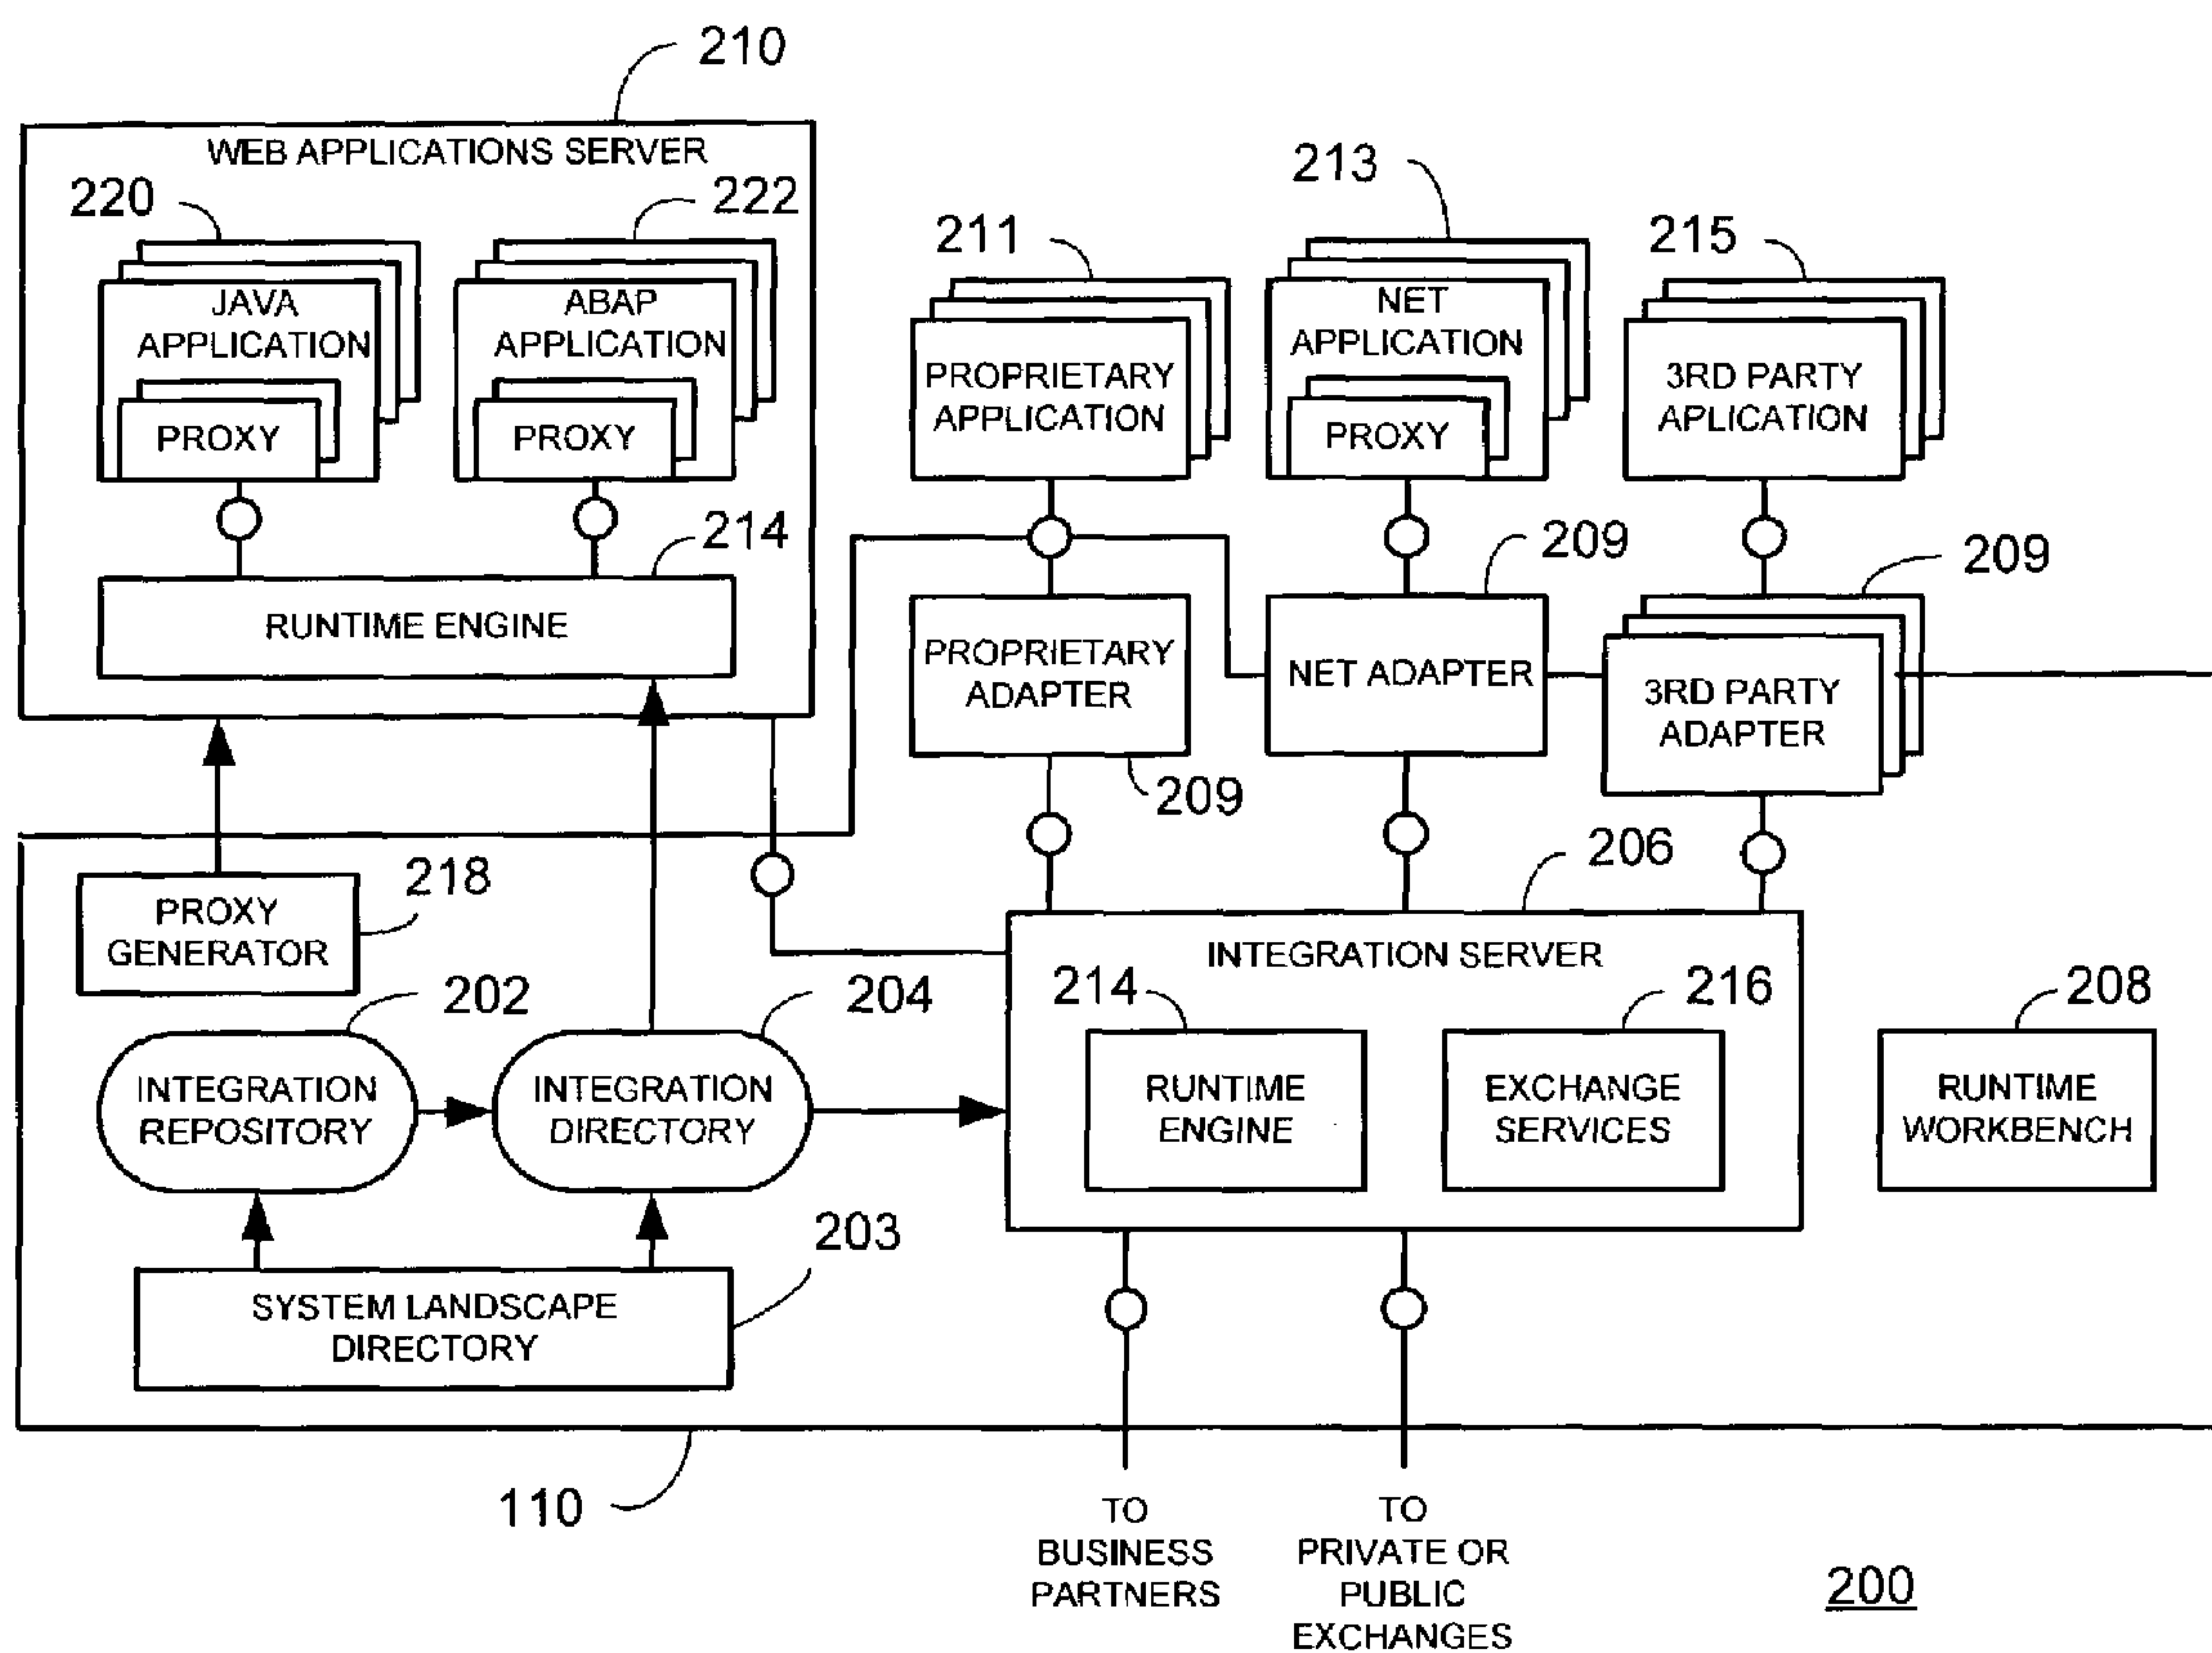 210
WEB APPLICATIONS SERVER
220
222
JAVA
APPLICATION
PROXY
ABAP
APPLICATION
PROXY
214
RUNTIME ENGINE
211
PROPRIETARY
APPLICATION
213
NET
APPLICATION
PROXY
215
3RD PARTY
APLICATION
PROPRIETARY
ADAPTER
209
209
NET ADAPTER
209
3RD PARTY
ADAPTER
218
PROXY
GENERATOR
202
INTEGRATION
REPOSITORY
204
INTEGRATION
DIRECTORY
203
SYSTEM LANDSCAPE
DIRECTORY
206
INTEGRATION SERVER
214
RUNTIME
ENGINE
216
EXCHANGE
SERVICES
208
RUNTIME
WORKBENCH
110
TO
BUSINESS
PARTNERS
TO
PRIVATE OR
PUBLIC
EXCHANGES
200